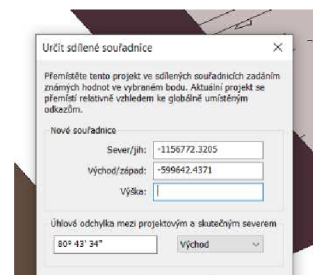 Určit sdílené souřadnice
Přemístěte tento projekt ve sdílených souřadnicích zadáním
známých hodnot ve vybraném bodu. Aktuální projekt se
přemístí relativně vzhledem ke globálně umístěným
odkazům.
Nové souřadnice
Sever/jih: -1156772.3205
Východ/západ: -599642.4371
Výška:
Úhlová odchylka mezi projektovým a skutečným severem
80° 43' 34" Východ